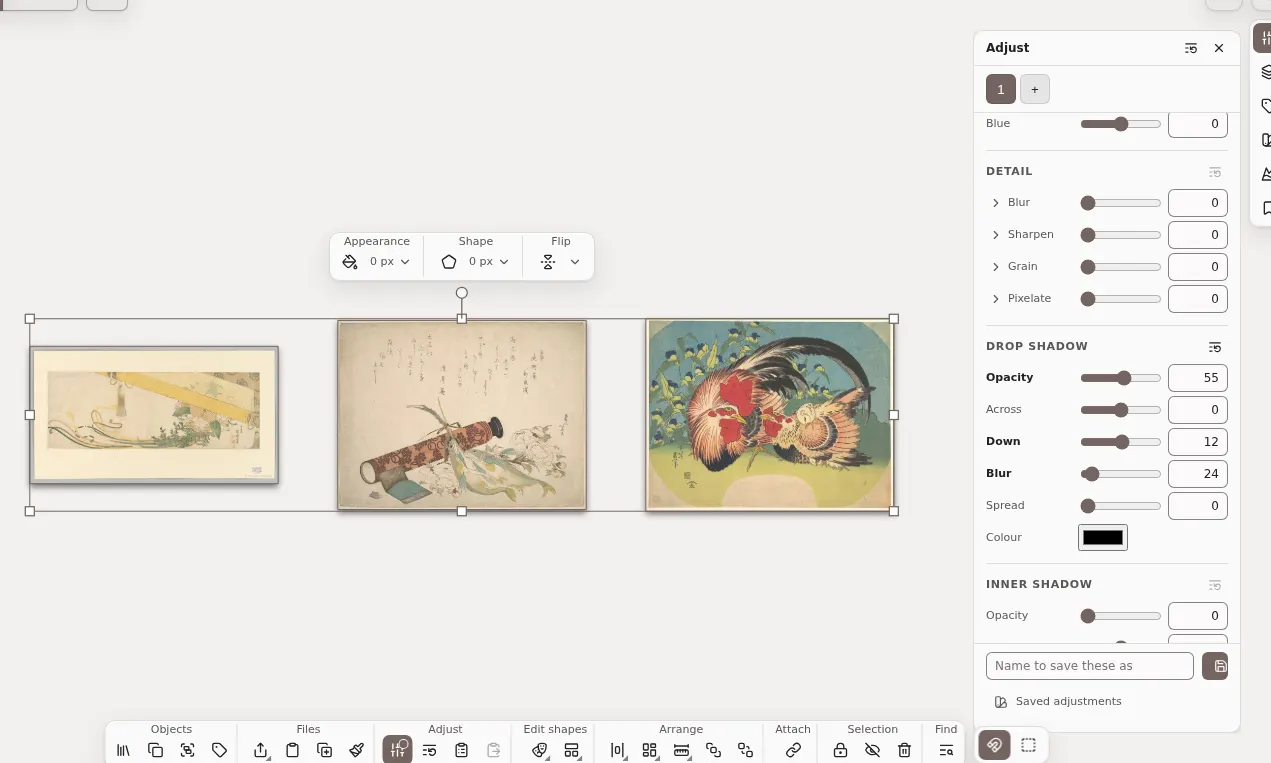 Adjust
1
+
Blue
0
DETAIL
Blur
0
Sharpen
0
Grain
0
Pixelate
0
DROP SHADOW
Opacity
55
Across
0
Down
12
Blur
24
Spread
0
Colour
INNER SHADOW
Opacity
0
Name to save these as
Saved adjustments
Appearance
0 px
Shape
0 px
Flip
Objects
Files
Adjust
Edit shapes
Arrange
Attach
Selection
Find